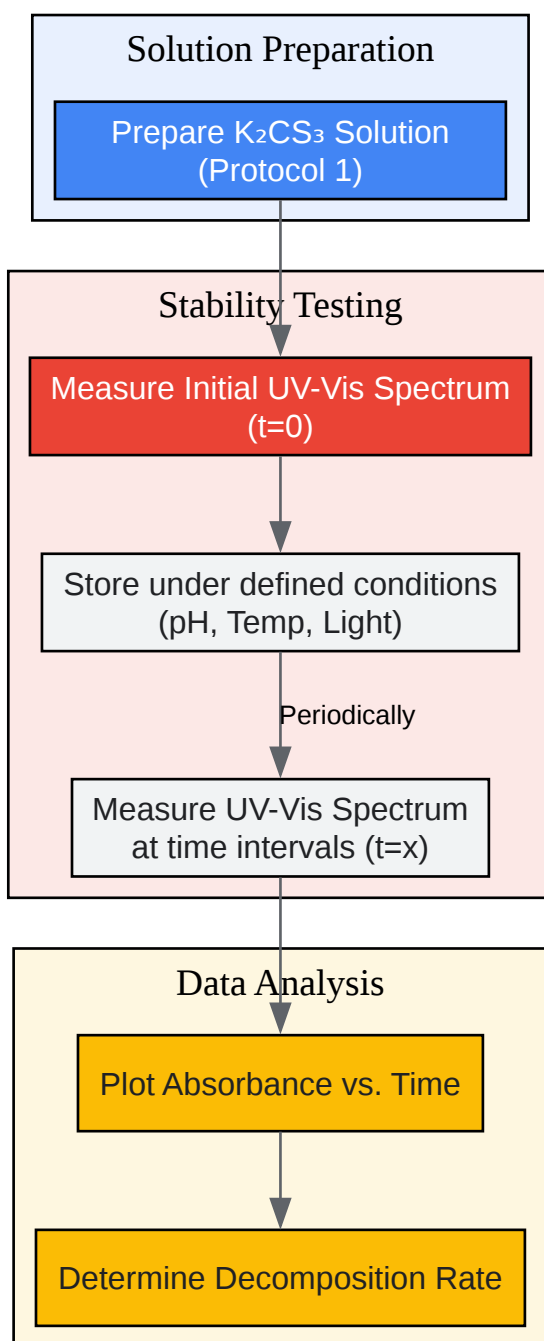 Solution Preparation
Prepare K₂CS₃ Solution
(Protocol 1)
Stability Testing
Measure Initial UV-Vis Spectrum
(t=0)
Store under defined conditions
(pH, Temp, Light)
Periodically
Measure UV-Vis Spectrum
at time intervals (t=x)
Data Analysis
Plot Absorbance vs. Time
Determine Decomposition Rate